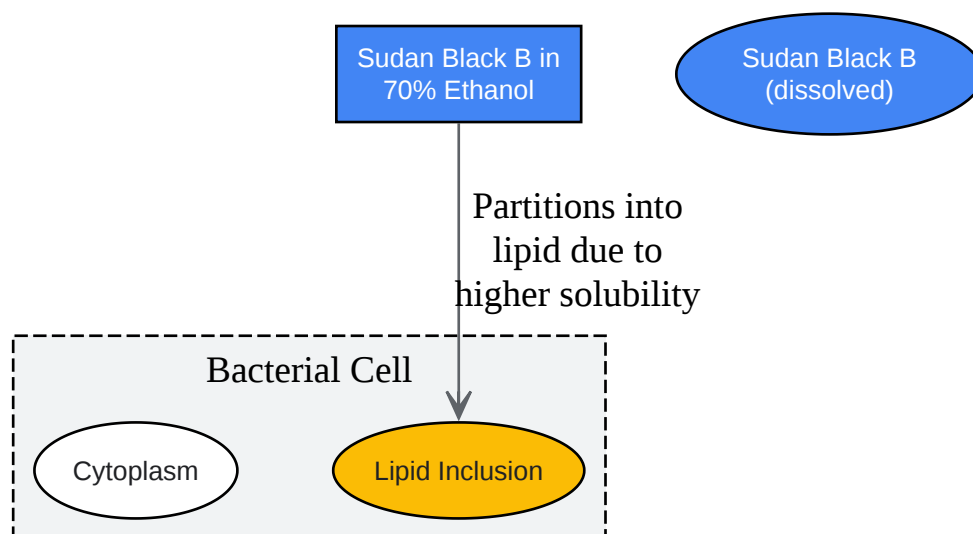 Sudan Black B in
70% Ethanol
Sudan Black B
(dissolved)
Partitions into
lipid due to
higher solubility
Bacterial Cell
Cytoplasm
Lipid Inclusion